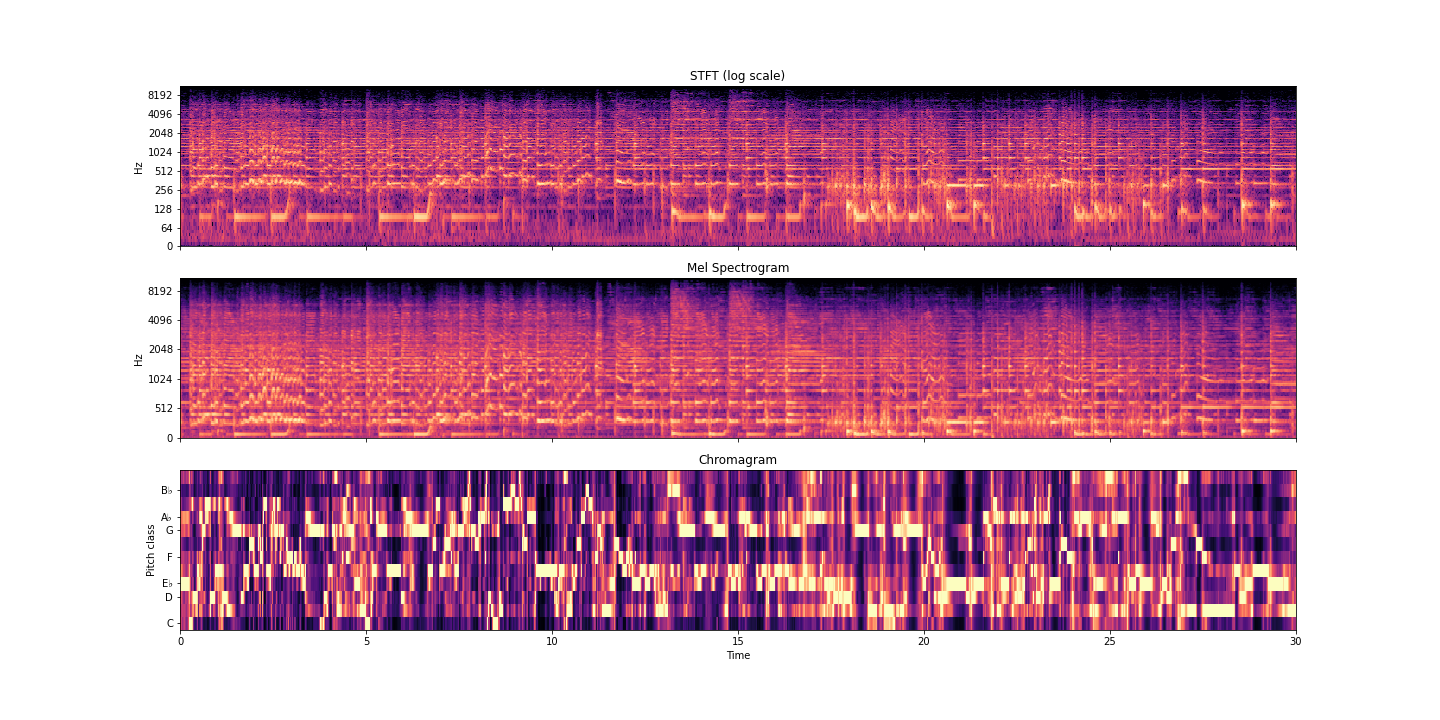 STFT (log scale)
8192
4096
2048
1024
512
256
128
64
0
Hz
Mel Spectrogram
8192
4096
2048
1024
512
0
Hz
Chromagram
B♭
A♭
G
F
E♭
D
C
Pitch class
0 5 10 15 20 25 30
Time